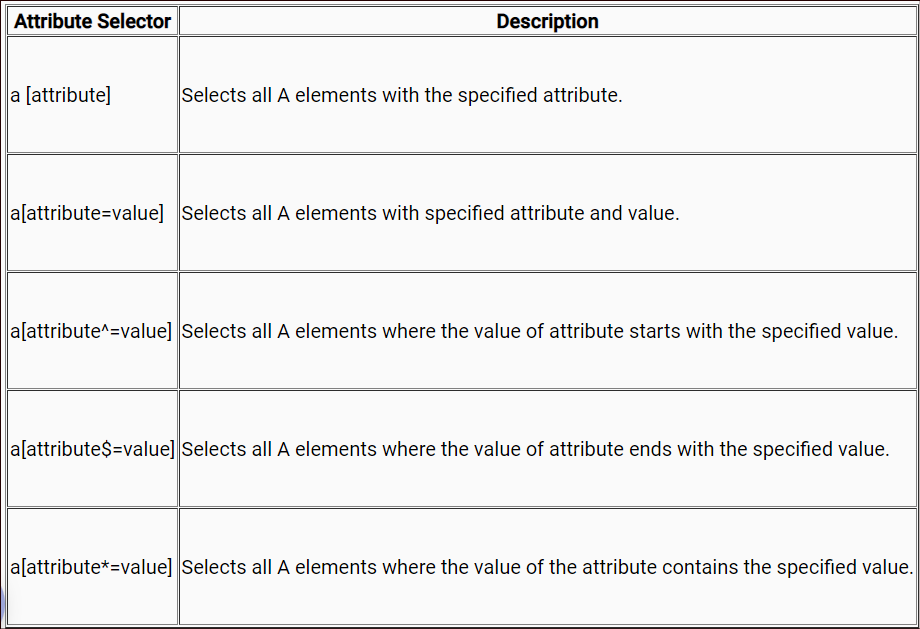 Attribute Selector Description
a [attribute] Selects all A elements with the specified attribute.
a[attribute=value] Selects all A elements with specified attribute and value.
a[attribute^=value] Selects all A elements where the value of attribute starts with the specified value.
a[attribute$=value] Selects all A elements where the value of attribute ends with the specified value.
a[attribute*=value] Selects all A elements where the value of the attribute contains the specified value.